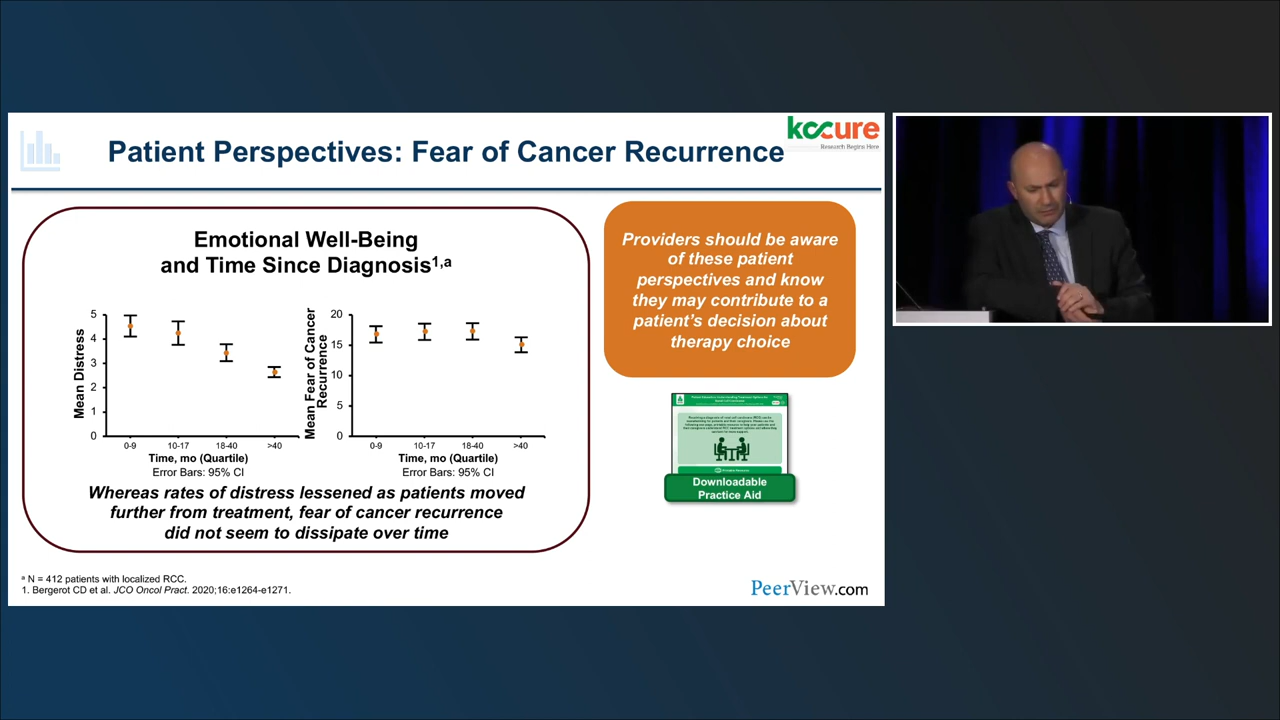 kccure
Research Begins Here
Patient Perspectives: Fear of Cancer Recurrence
Emotional Well-Being
and Time Since Diagnosis1,a
Mean Distress
5
4
3
2
1
0
0-9
10-17
18-40
>40
Time, mo (Quartile)
Error Bars: 95% CI
Mean Fear of Cancer
Recurrence
20
15
10
5
0
0-9
10-17
18-40
>40
Time, mo (Quartile)
Error Bars: 95% CI
Whereas rates of distress lessened as patients moved
further from treatment, fear of cancer recurrence
did not seem to dissipate over time
Providers should be aware
of these patient
perspectives and know
they may contribute to a
patient's decision about
therapy choice
Downloadable
Practice Aid
a N = 412 patients with localized RCC.
1. Bergerot CD et al. JCO Oncol Pract. 2020;16:e1264-e1271.
PeerView.com